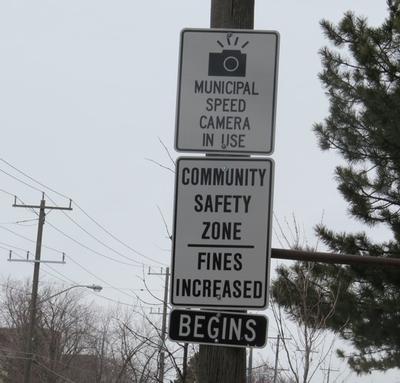 MUNICIPAL
SPEED
CAMERA
IN USE
COMMUNITY
SAFETY
ZONE
FINES
INCREASED
BEGINS